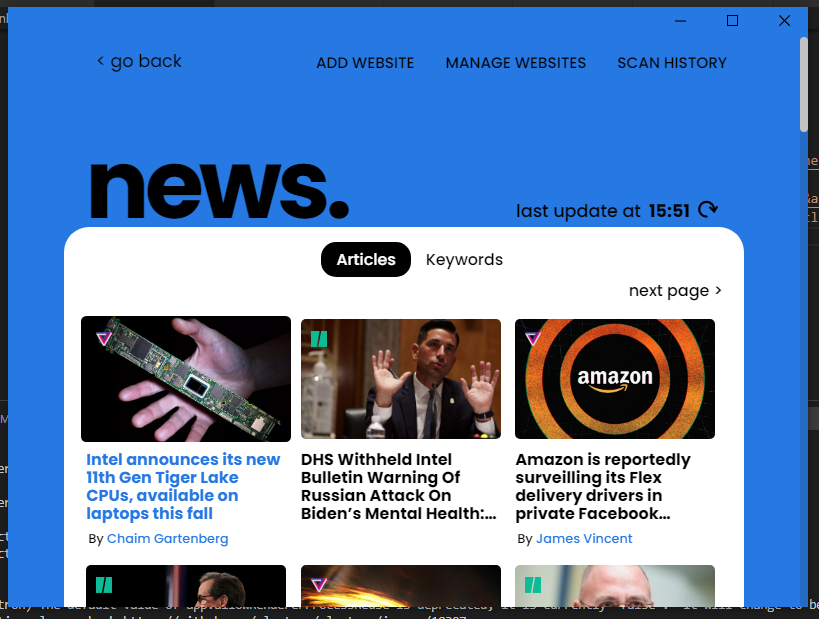 < go back
ADD WEBSITE
MANAGE WEBSITES
SCAN HISTORY
news.
last update at 15:51
Articles
Keywords
next page >
amazon
Intel announces its new
11th Gen Tiger Lake
CPUs, available on
laptops this fall
By Chaim Gartenberg
DHS Withheld Intel
Bulletin Warning Of
Russian Attack On
Biden’s Mental Health:...
Amazon is reportedly
surveilling its Flex
delivery drivers in
private Facebook...
By James Vincent